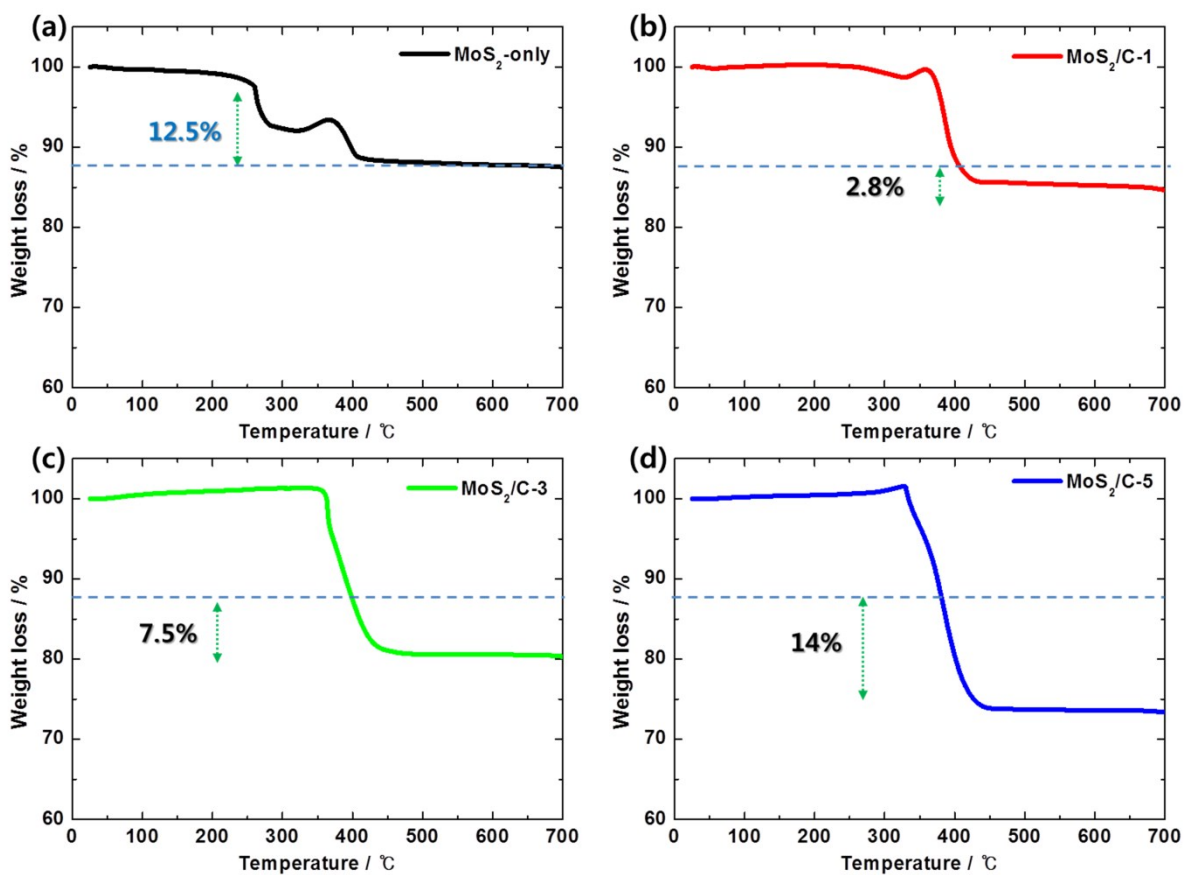 (a)
MoS₂-only
100
90
80
70
60
12.5%
Weight loss / %
0 100 200 300 400 500 600 700
Temperature / ℃
(b)
MoS₂/C-1
100
90
80
70
60
2.8%
Weight loss / %
0 100 200 300 400 500 600 700
Temperature / ℃
(c)
MoS₂/C-3
100
90
80
70
60
7.5%
Weight loss / %
0 100 200 300 400 500 600 700
Temperature / ℃
(d)
MoS₂/C-5
100
90
80
70
60
14%
Weight loss / %
0 100 200 300 400 500 600 700
Temperature / ℃